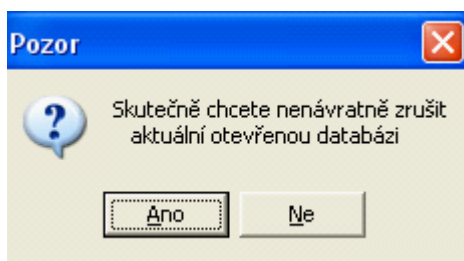 Pozor
Skutečně chcete nenávratně zrušit
aktuální otevřenou databázi
Ano
Ne